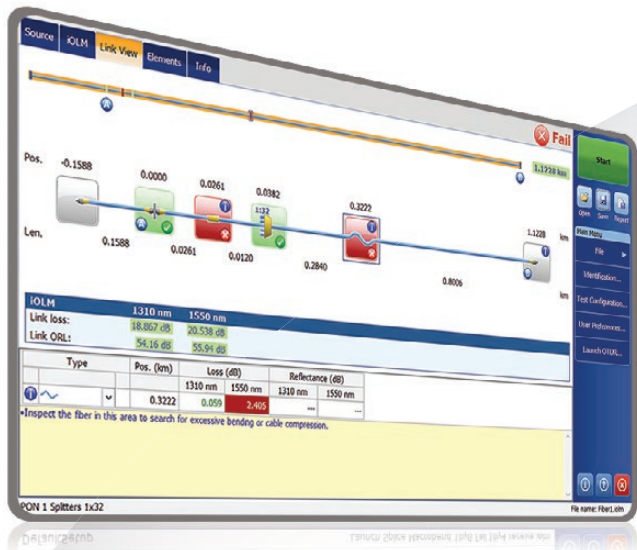 Source iOLM Link View Elements Info
Fail
1.1228 km
Start
Open Save Report
Main Menu
File
Identification...
Test Configuration...
User Preferences...
Launch OTDR...
Pos. -0.1588 0.0000 0.0261 0.0382 0.3222 1.1228 km
1:32
Len. 0.1588 0.0261 0.0120 0.2840 0.8006 km
iOLM 1310 nm 1550 nm
Link loss: 18.867 dB 20.538 dB
Link ORL: 54.16 dB 55.94 dB
Type Pos. (km) Loss (dB) Reflectance (dB)
1310 nm 1550 nm 1310 nm 1550 nm
0.3222 0.059 2.405 --- ---
•Inspect the fiber in this area to search for excessive bending or cable compression.
PON 1 Splitters 1x32
File name: Fiber1.iolm